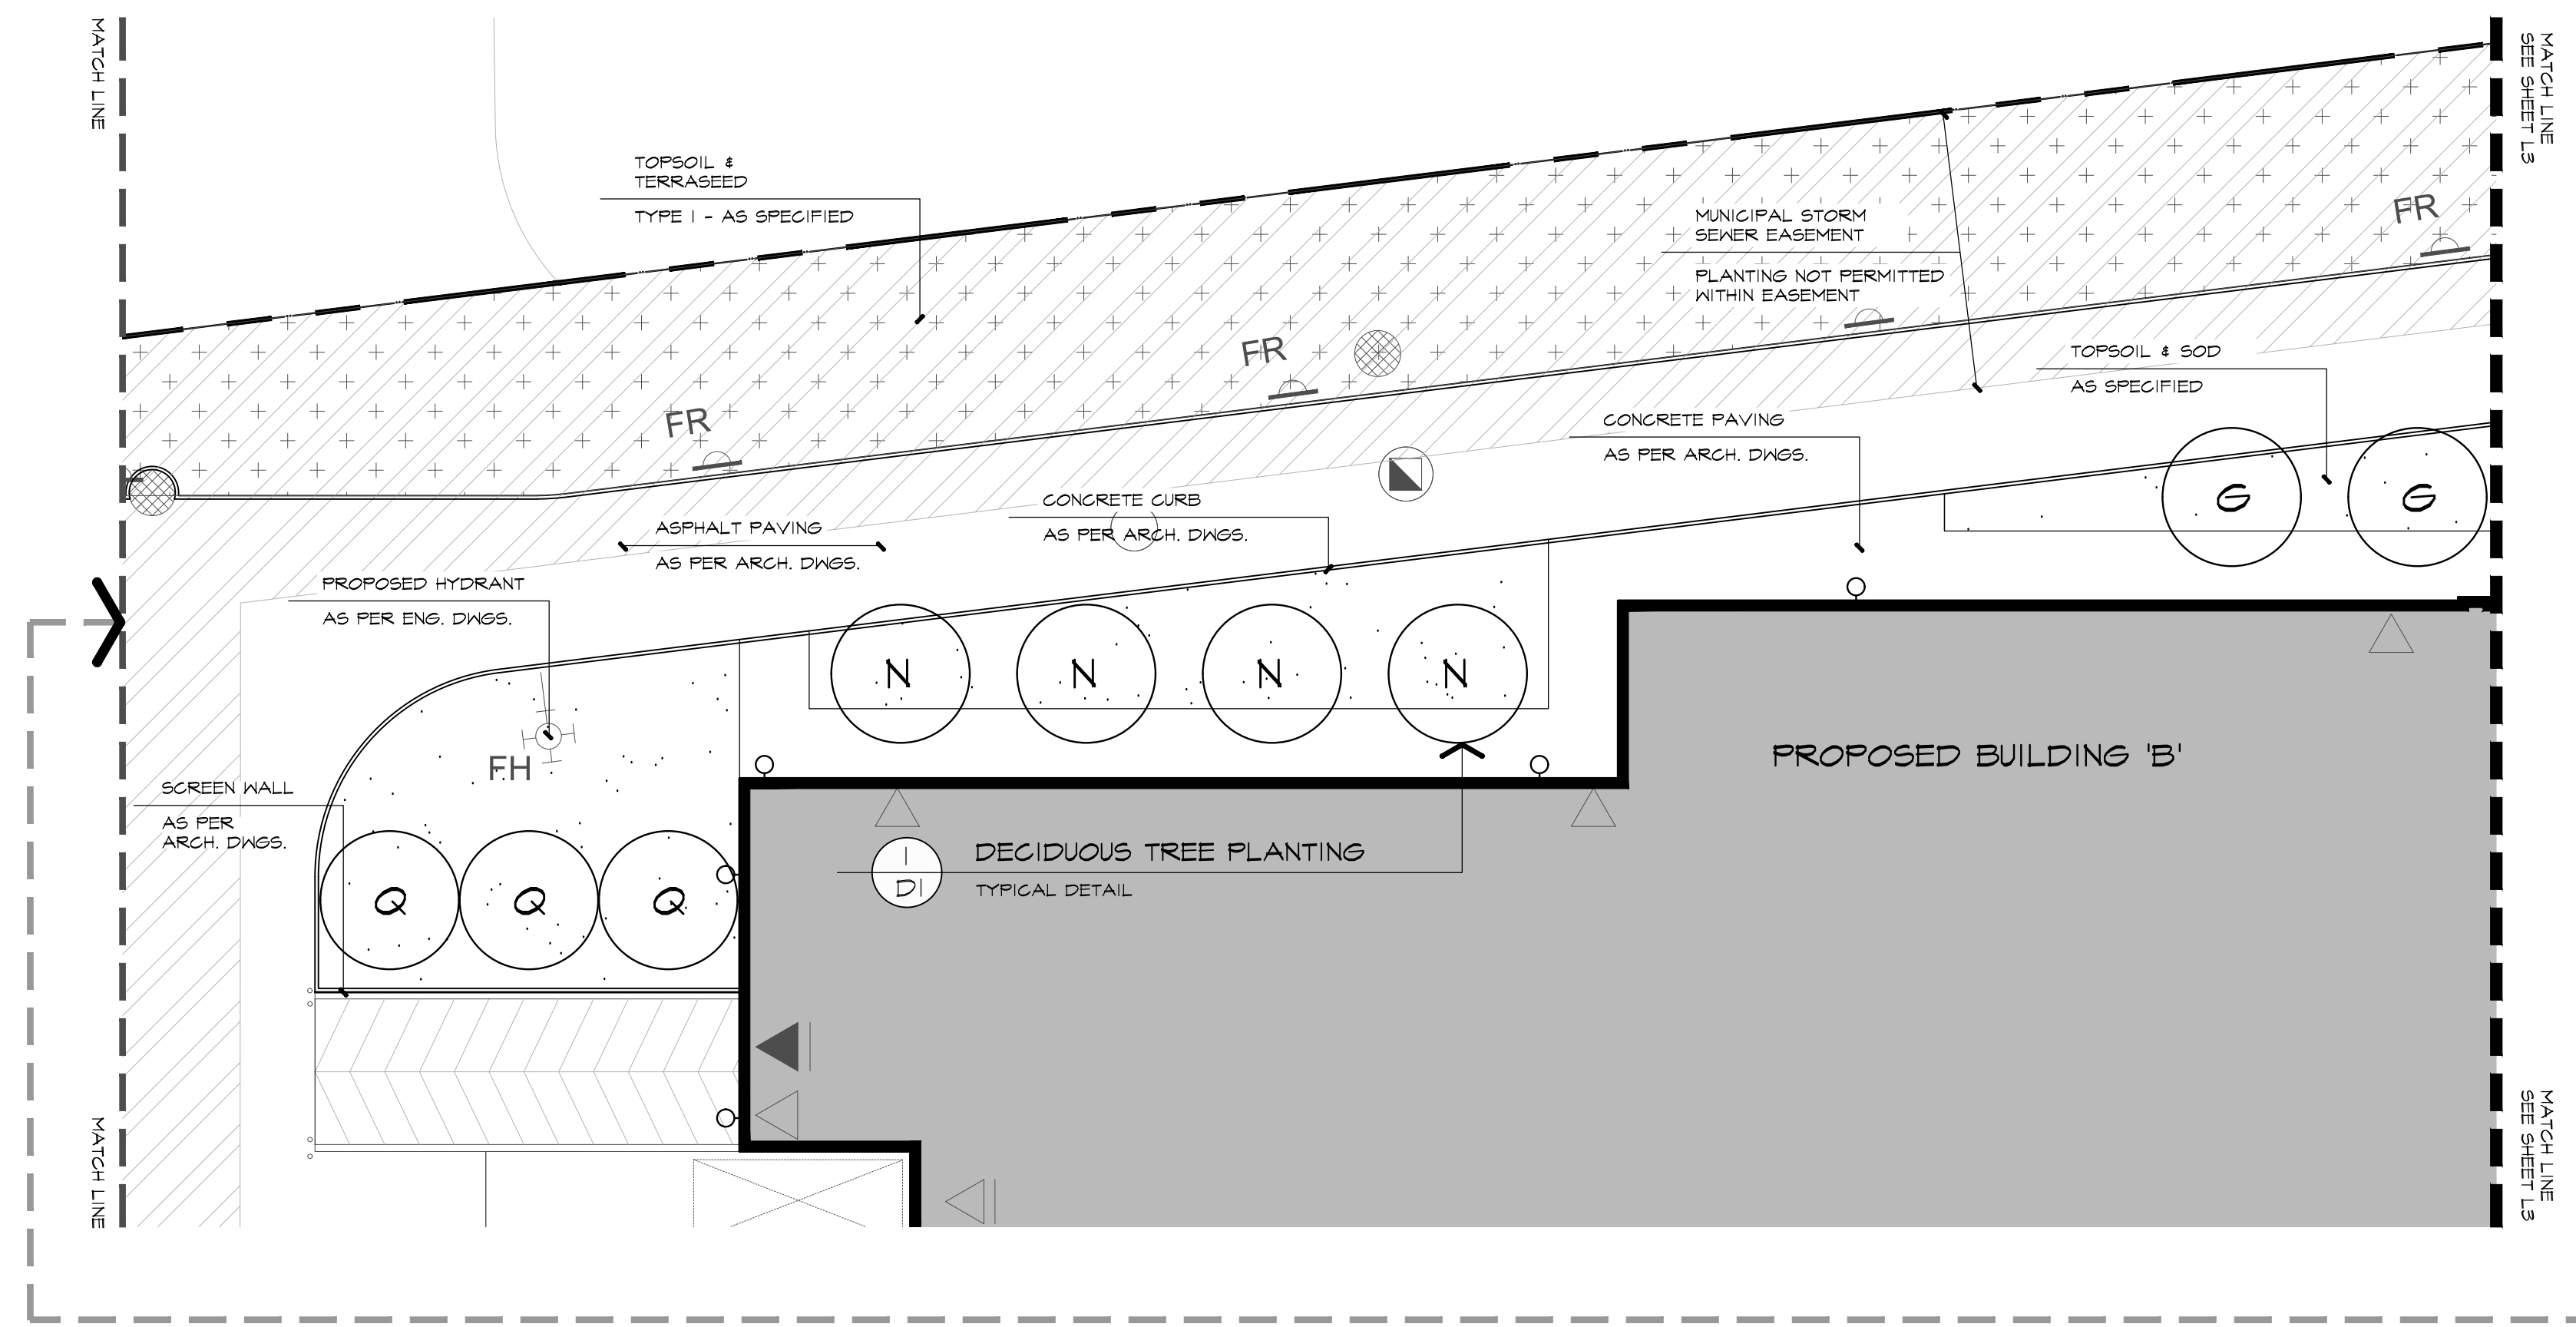 MATCH LINE
MATCH LINE
SEE SHEET L3
TOPSOIL &
TERRASEED
TYPE 1 - AS SPECIFIED
MUNICIPAL STORM
SEWER EASEMENT
PLANTING NOT PERMITTED
WITHIN EASEMENT
FR
FR
FR
TOPSOIL & SOD
AS SPECIFIED
CONCRETE PAVING
AS PER ARCH. DWGS.
CONCRETE CURB
AS PER ARCH. DWGS.
ASPHALT PAVING
AS PER ARCH. DWGS.
G
G
PROPOSED HYDRANT
AS PER ENG. DWGS.
N
N
N
N
FH
PROPOSED BUILDING 'B'
SCREEN WALL
AS PER
ARCH. DWGS.
1
D1
DECIDUOUS TREE PLANTING
TYPICAL DETAIL
Q
Q
Q
MATCH LINE
MATCH LINE
SEE SHEET L3